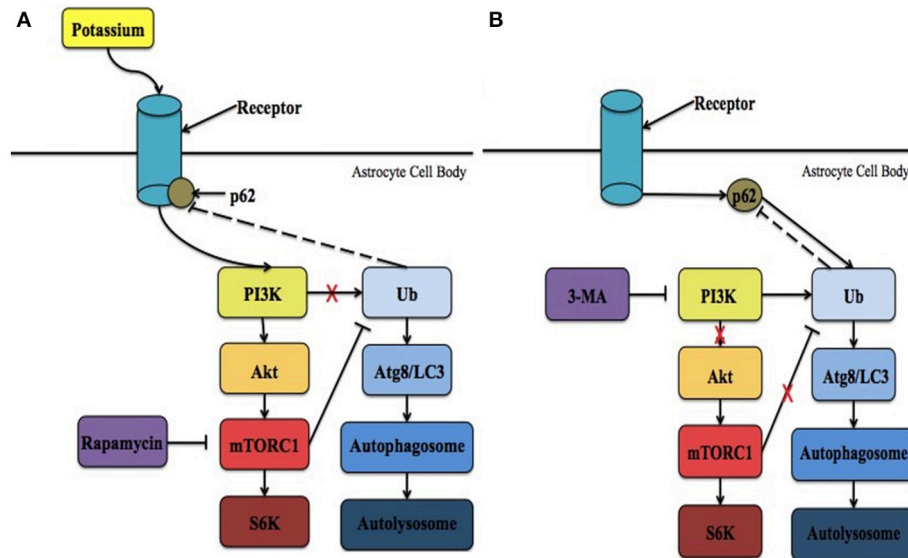 A
Potassium
Receptor
Astrocyte Cell Body
p62
PI3K
Ub
Akt
Atg8/LC3
Rapamycin
mTORC1
Autophagosome
S6K
Autolysosome
B
Receptor
Astrocyte Cell Body
p62
3-MA
PI3K
Ub
Akt
Atg8/LC3
mTORC1
Autophagosome
S6K
Autolysosome